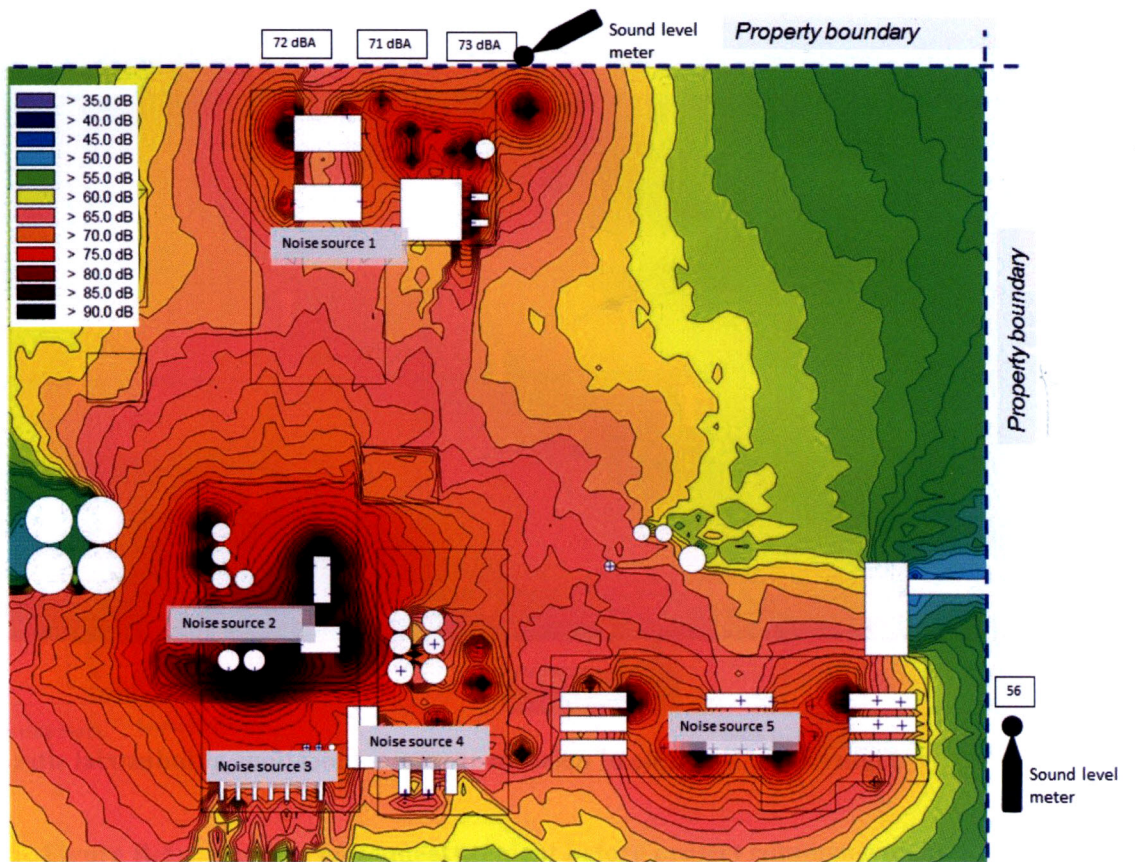 72 dBA
71 dBA
73 dBA
Sound level
meter
Property boundary
> 35.0 dB
> 40.0 dB
> 45.0 dB
> 50.0 dB
> 55.0 dB
> 60.0 dB
> 65.0 dB
> 70.0 dB
> 75.0 dB
> 80.0 dB
> 85.0 dB
> 90.0 dB
Noise source 1
Property boundary
Noise source 2
Noise source 3
Noise source 4
Noise source 5
56
Sound level
meter